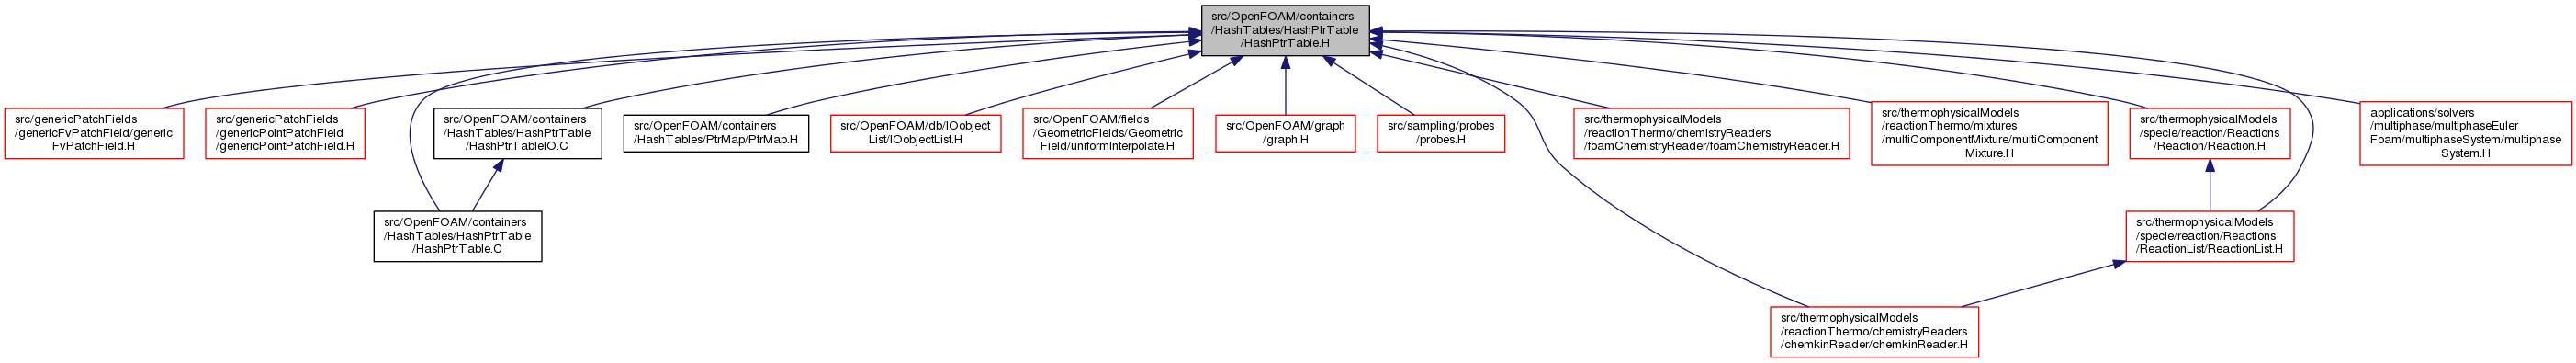 src/OpenFOAM/containers
/HashTables/HashPtrTable
/HashPtrTable.H
src/genericPatchFields
/genericFvPatchField/generic
FvPatchField.H
src/genericPatchFields
/genericPointPatchField
/genericPointPatchField.H
src/OpenFOAM/containers
/HashTables/HashPtrTable
/HashPtrTableIO.C
src/OpenFOAM/containers
/HashTables/PtrMap/PtrMap.H
src/OpenFOAM/db/IOobject
List/IOobjectList.H
src/OpenFOAM/fields
/GeometricFields/Geometric
Field/uniformInterpolate.H
src/OpenFOAM/graph
/graph.H
src/sampling/probes
/probes.H
src/thermophysicalModels
/reactionThermo/chemistryReaders
/foamChemistryReader/foamChemistryReader.H
src/thermophysicalModels
/reactionThermo/mixtures
/multiComponentMixture/multiComponent
Mixture.H
src/thermophysicalModels
/specie/reaction/Reactions
/Reaction/Reaction.H
applications/solvers
/multiphase/multiphaseEuler
Foam/multiphaseSystem/multiphase
System.H
src/OpenFOAM/containers
/HashTables/HashPtrTable
/HashPtrTable.C
src/thermophysicalModels
/specie/reaction/Reactions
/ReactionList/ReactionList.H
src/thermophysicalModels
/reactionThermo/chemistryReaders
/chemkinReader/chemkinReader.H